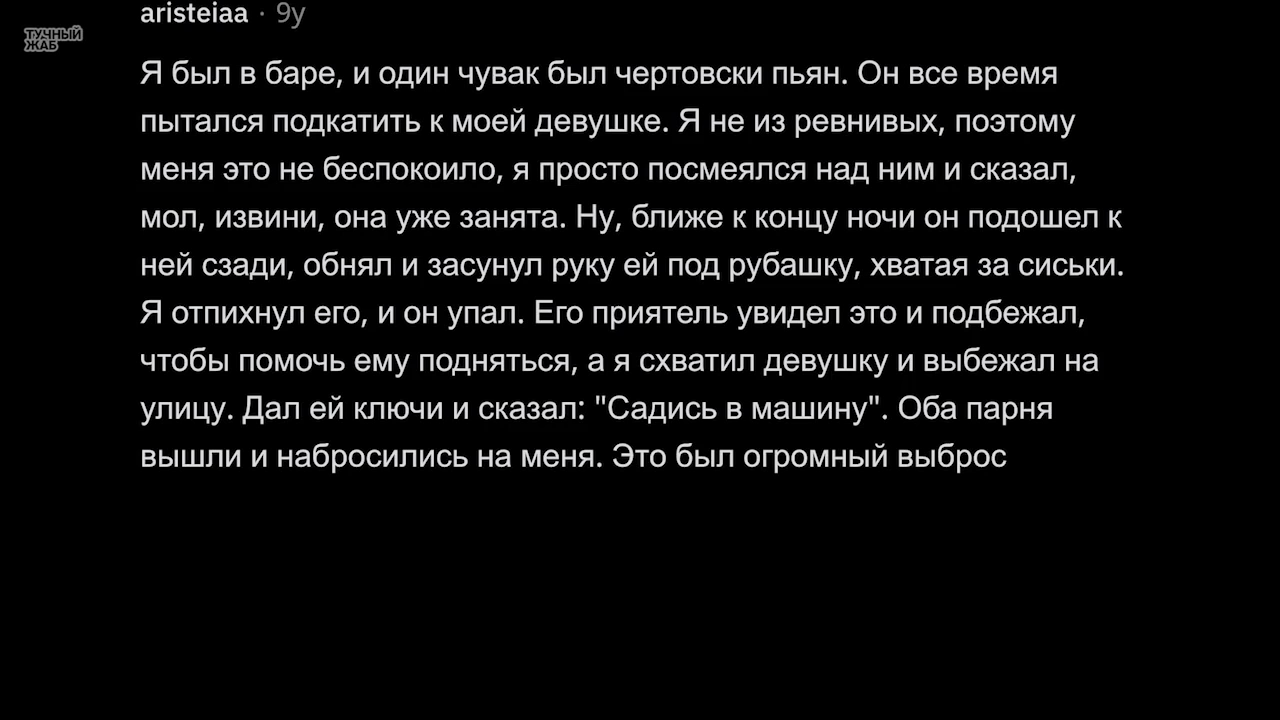 aristeiaa · 9y
ТУЧНЫЙ
ЖАБ
Я был в баре, и один чувак был чертовски пьян. Он все время
пытался подкатить к моей девушке. Я не из ревнивых, поэтому
меня это не беспокоило, я просто посмеялся над ним и сказал,
мол, извини, она уже занята. Ну, ближе к концу ночи он подошел к
ней сзади, обнял и засунул руку ей под рубашку, хватая за сиськи.
Я отпихнул его, и он упал. Его приятель увидел это и подбежал,
чтобы помочь ему подняться, а я схватил девушку и выбежал на
улицу. Дал ей ключи и сказал: "Садись в машину". Оба парня
вышли и набросились на меня. Это был огромный выброс